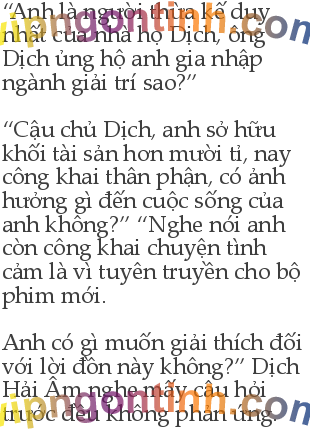 “Anh là người thừa kế duy
nhất của nhà họ Dịch, ông
Dịch ủng hộ anh gia nhập
ngành giải trí sao?”
“Cậu chủ Dịch, anh sở hữu
khối tài sản hơn mười tỉ, nay
công khai thân phận, có ảnh
hưởng gì đến cuộc sống của
anh không?” “Nghe nói anh
còn công khai chuyện tình
cảm là vì tuyên truyền cho bộ
phim mới.
Anh có gì muốn giải thích đối
với lời đồn này không?” Dịch
Hải Âm nghe mấy câu hỏi
trước đều không phản ứng.
vipngontinh.com
vipngontinh.com